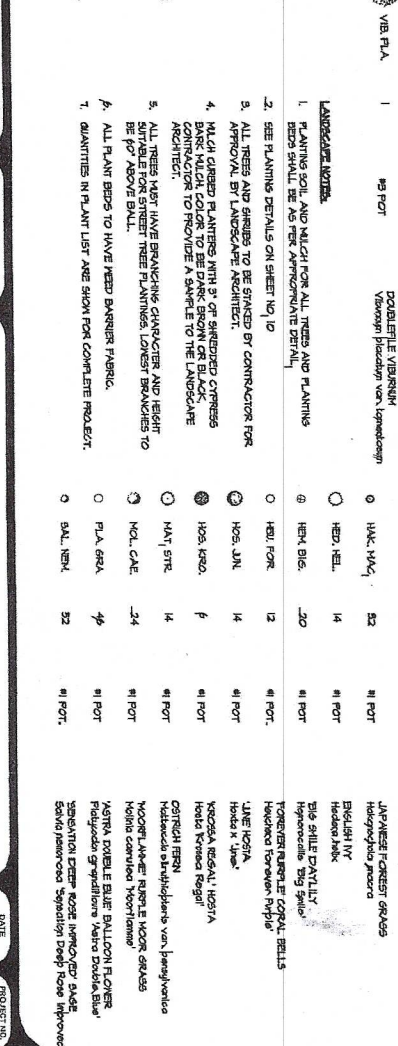 VIB. PLA. 1 #3 POT DOUBLEFILE VIBURNUM
Viburnum plicatum var. tomentosum
LANDSCAPE NOTES:
1. PLANTING SOIL AND MULCH FOR ALL TREES AND PLANTING
BEDS SHALL BE AS PER APPROPRIATE DETAIL
2. SEE PLANTING DETAILS ON SHEET NO. 10
3. ALL TREES AND SHRUBS TO BE STAKED BY CONTRACTOR FOR
APPROVAL BY LANDSCAPE ARCHITECT.
4. MULCH CURBED PLANTERS WITH 3" OF SHREDDED CYPRESS
BARK MULCH. COLOR TO BE DARK BROWN OR BLACK.
CONTRACTOR TO PROVIDE A SAMPLE TO THE LANDSCAPE
ARCHITECT.
5. ALL TREES MUST HAVE BRANCHING CHARACTER AND HEIGHT
SUITABLE FOR STREET TREE PLANTINGS. LOWEST BRANCHES TO
BE 60" ABOVE BALL.
6. ALL PLANT BEDS TO HAVE WEED BARRIER FABRIC.
7. QUANTITIES IN PLANT LIST ARE SHOWN FOR COMPLETE PROJECT.
HAK. MAC. 32 #1 POT JAPANESE FOREST GRASS
Hakonechloa macra
HED. HEL. 14 #1 POT ENGLISH IVY
Hedera helix
HEM. BIG. 20 #1 POT 'BIG SMILE' DAYLILY
Hemerocallis 'Big Smile'
HEU. FOR. 12 #1 POT. 'FOREVER PURPLE' CORAL BELLS
Heuchera 'Forever Purple'
HOS. JUN. 14 #1 POT 'JUNE' HOSTA
Hosta x 'June'
HOS. KRO. 6 #1 POT 'KROSSA REGAL' HOSTA
Hosta 'Krossa Regal'
MAT. STR. 14 #1 POT OSTRICH FERN
Matteuccia struthiopteris var. pensylvanica
MOL. CAE. 24 #1 POT 'MOORFLAMME' PURPLE MOOR GRASS
Molinia caerulea 'Moorflamme'
PLA. GRA. 46 #1 POT 'ASTRA DOUBLE BLUE' BALLOON FLOWER
Platycodon grandiflorus 'Astra Double Blue'
SAL. NEM. 32 #1 POT. 'SENSATION DEEP ROSE IMPROVED' SAGE
Salvia nemorosa 'Sensation Deep Rose Improved'
DATE PROJECT NO.